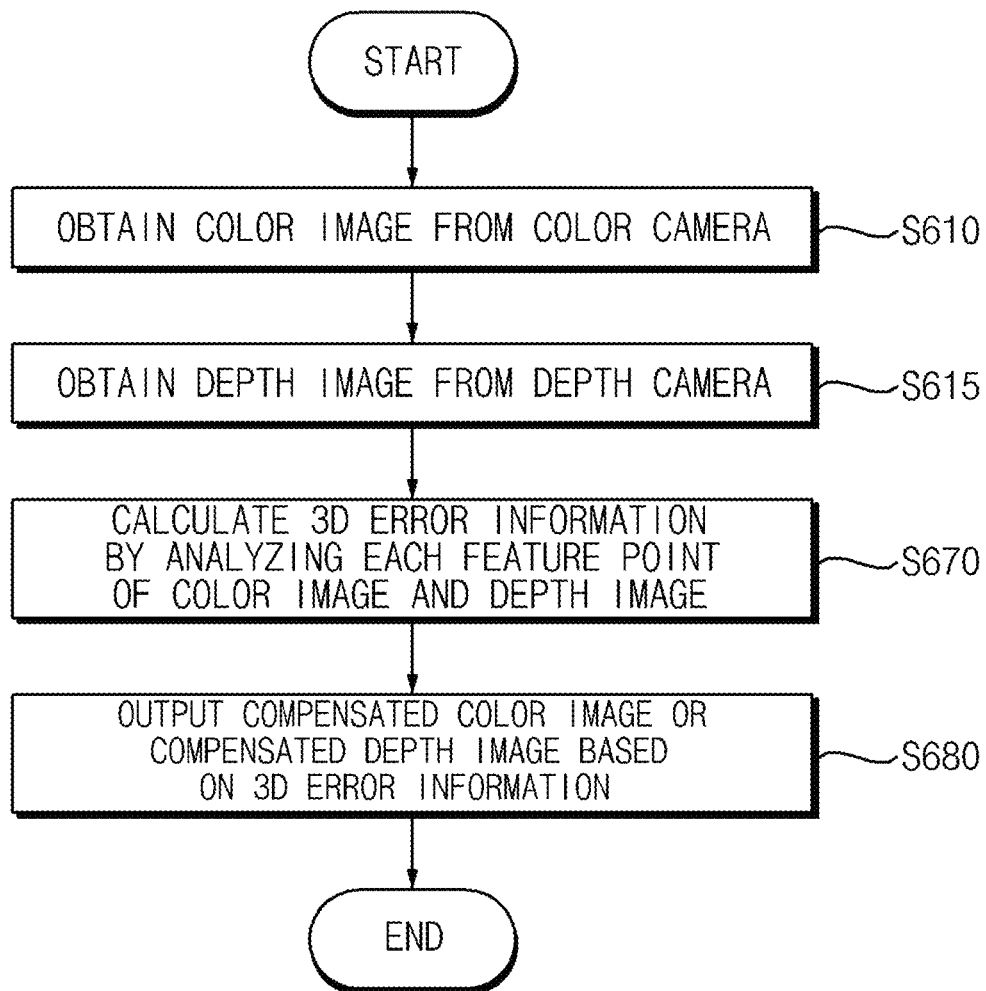 START
OBTAIN COLOR IMAGE FROM COLOR CAMERA
S610
OBTAIN DEPTH IMAGE FROM DEPTH CAMERA
S615
CALCULATE 3D ERROR INFORMATION
BY ANALYZING EACH FEATURE POINT
OF COLOR IMAGE AND DEPTH IMAGE
S670
OUTPUT COMPENSATED COLOR IMAGE OR
COMPENSATED DEPTH IMAGE BASED
ON 3D ERROR INFORMATION
S680
END